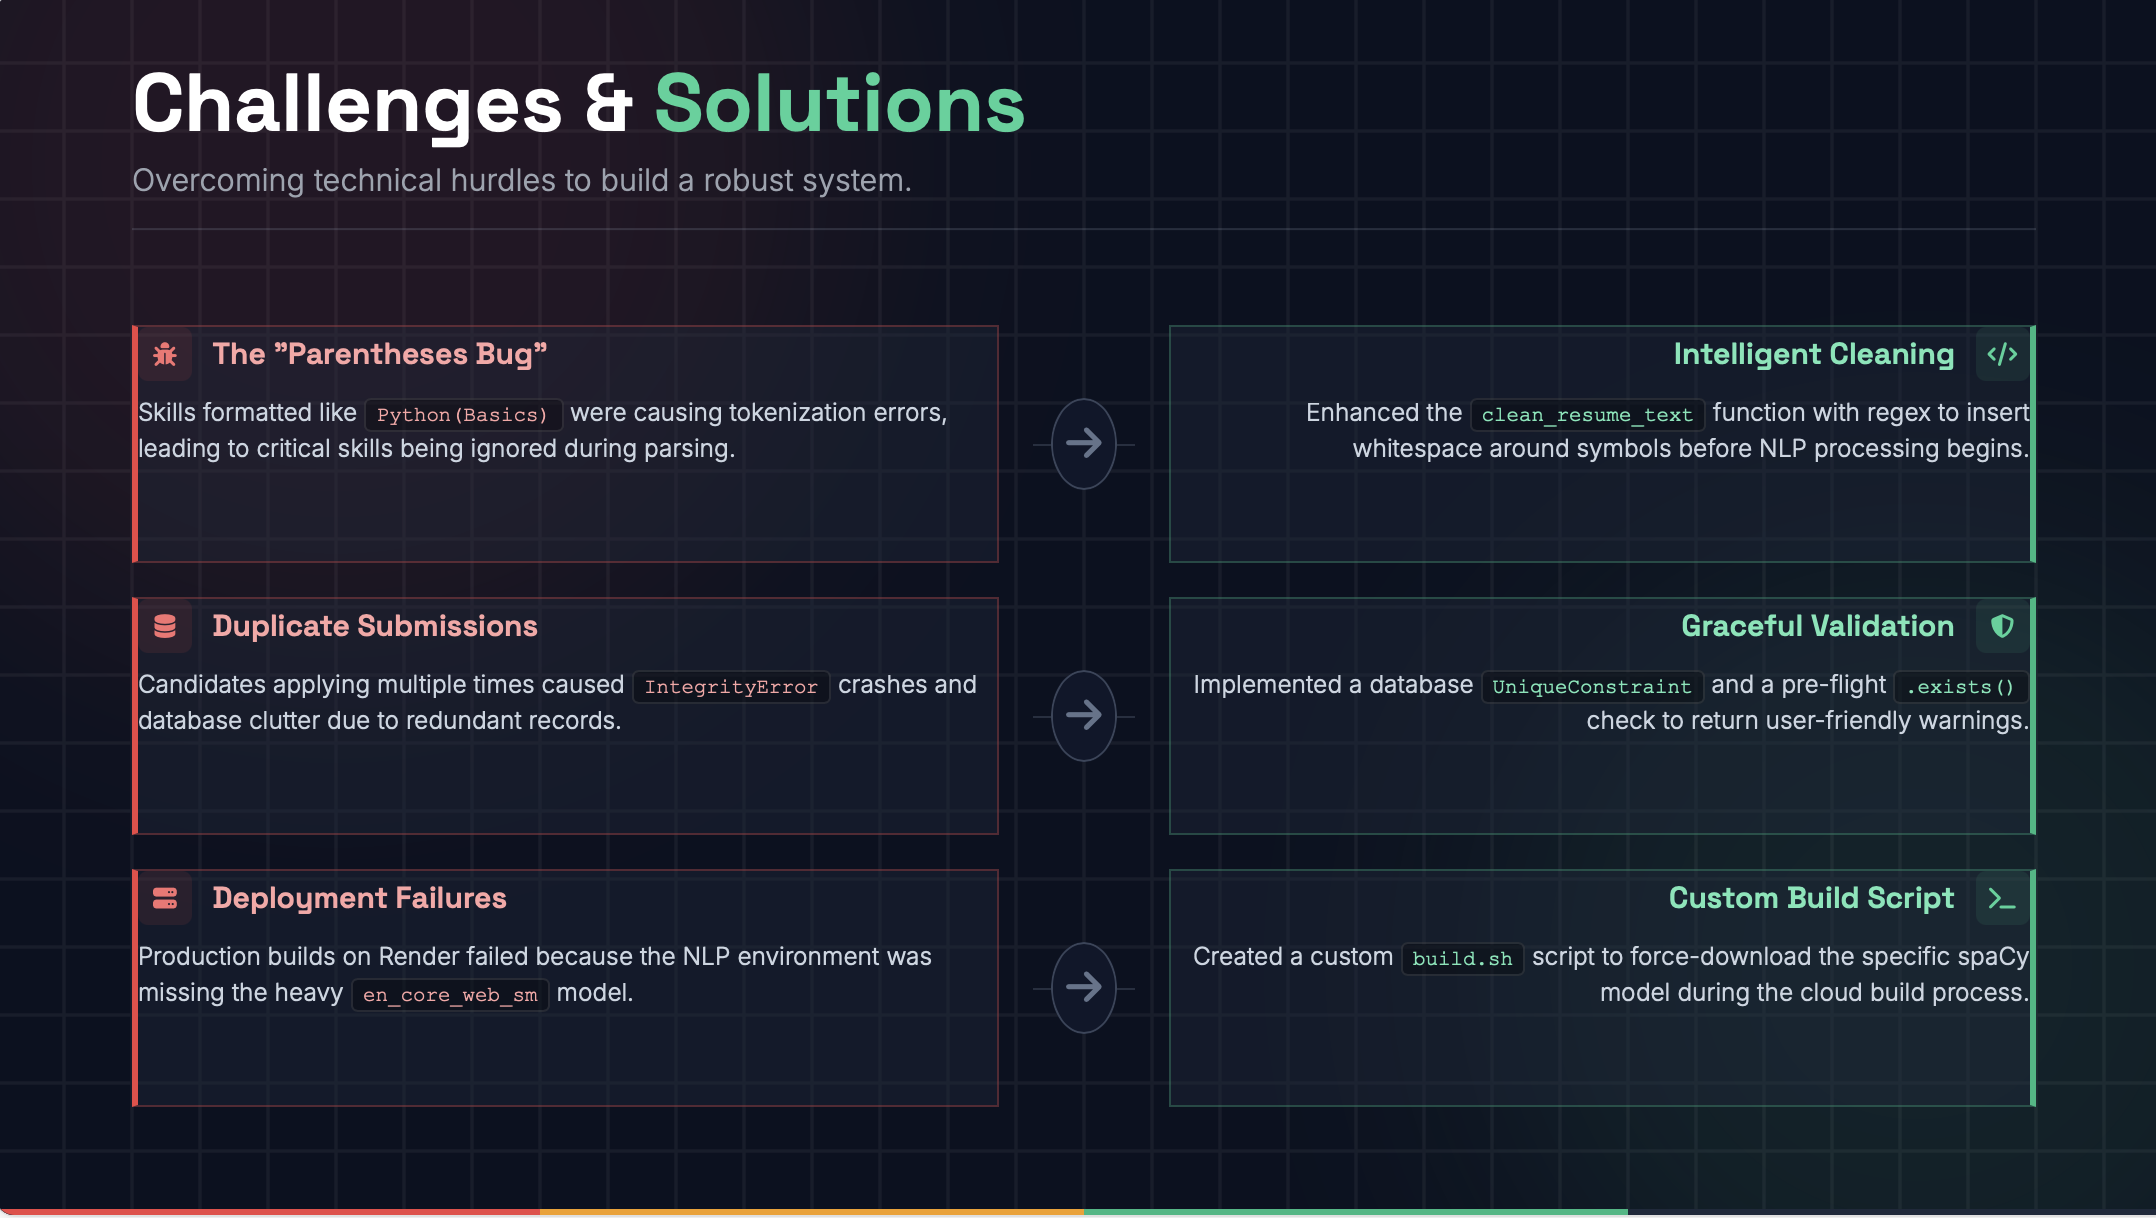 Challenges & Solutions
Overcoming technical hurdles to build a robust system.
The ”Parentheses Bug”
Skills formatted like Python(Basics) were causing tokenization errors,
leading to critical skills being ignored during parsing.
Intelligent Cleaning
Enhanced the clean_resume_text function with regex to insert
whitespace around symbols before NLP processing begins.
Duplicate Submissions
Candidates applying multiple times caused IntegrityError crashes and
database clutter due to redundant records.
Graceful Validation
Implemented a database UniqueConstraint and a pre-flight .exists()
check to return user-friendly warnings.
Deployment Failures
Production builds on Render failed because the NLP environment was
missing the heavy en_core_web_sm model.
Custom Build Script
Created a custom build.sh script to force-download the specific spaCy
model during the cloud build process.